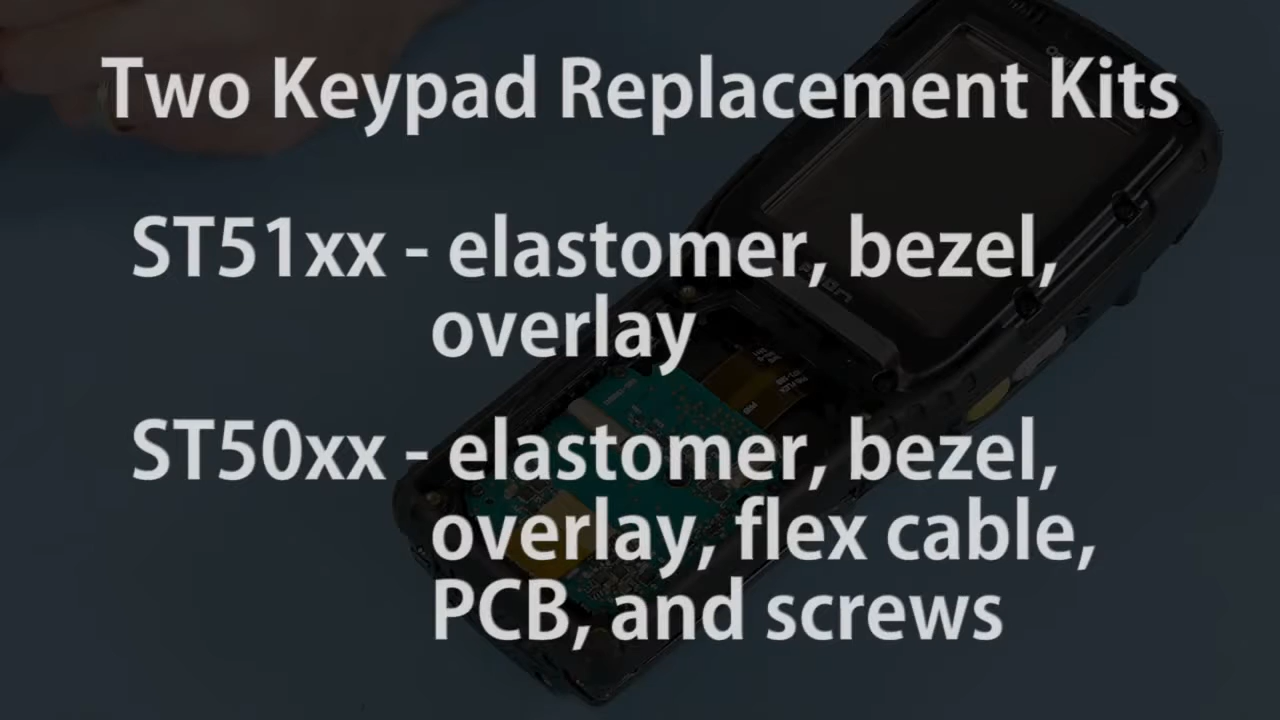 Two Keypad Replacement Kits
ST51xx - elastomer, bezel,
overlay
ST50xx - elastomer, bezel,
overlay, flex cable,
PCB, and screws